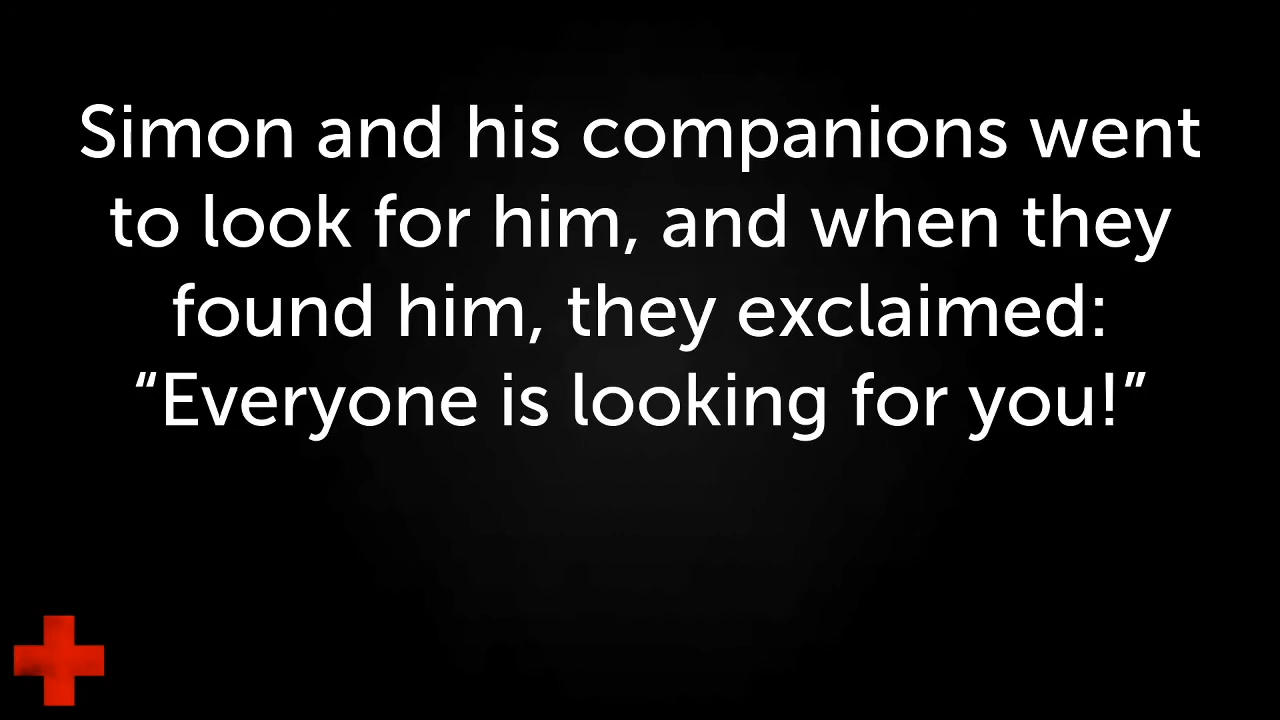 Simon and his companions went
to look for him, and when they
found him, they exclaimed:
“Everyone is looking for you!”